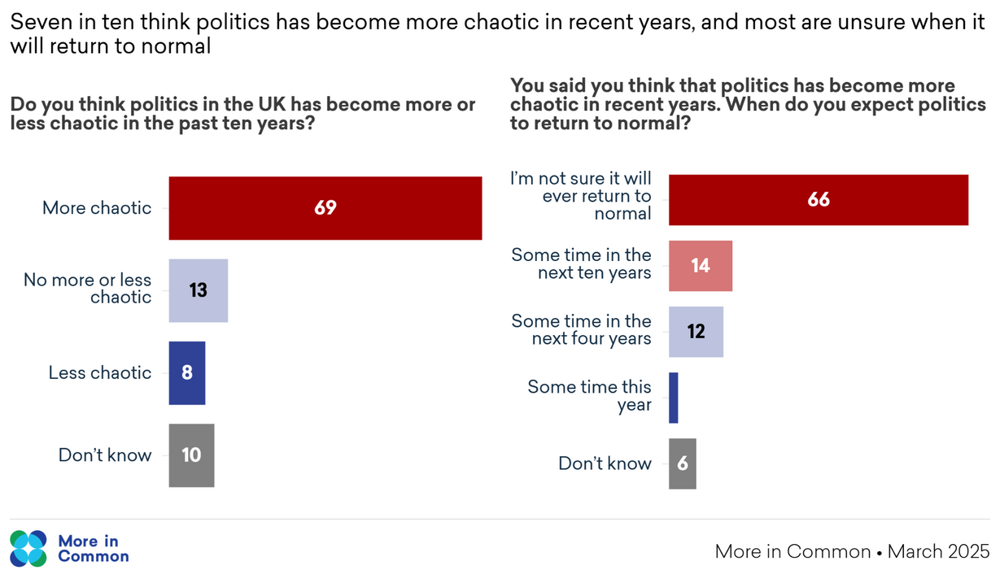 Seven in ten think politics has become more chaotic in recent years, and most are unsure when it
will return to normal
Do you think politics in the UK has become more or
less chaotic in the past ten years?
More chaotic
69
No more or less
chaotic
13
Less chaotic
8
Don’t know
10
You said you think that politics has become more
chaotic in recent years. When do you expect politics
to return to normal?
I’m not sure it will
ever return to
normal
66
Some time in the
next ten years
14
Some time in the
next four years
12
Some time this
year
Don’t know
6
More in
Common
More in Common • March 2025